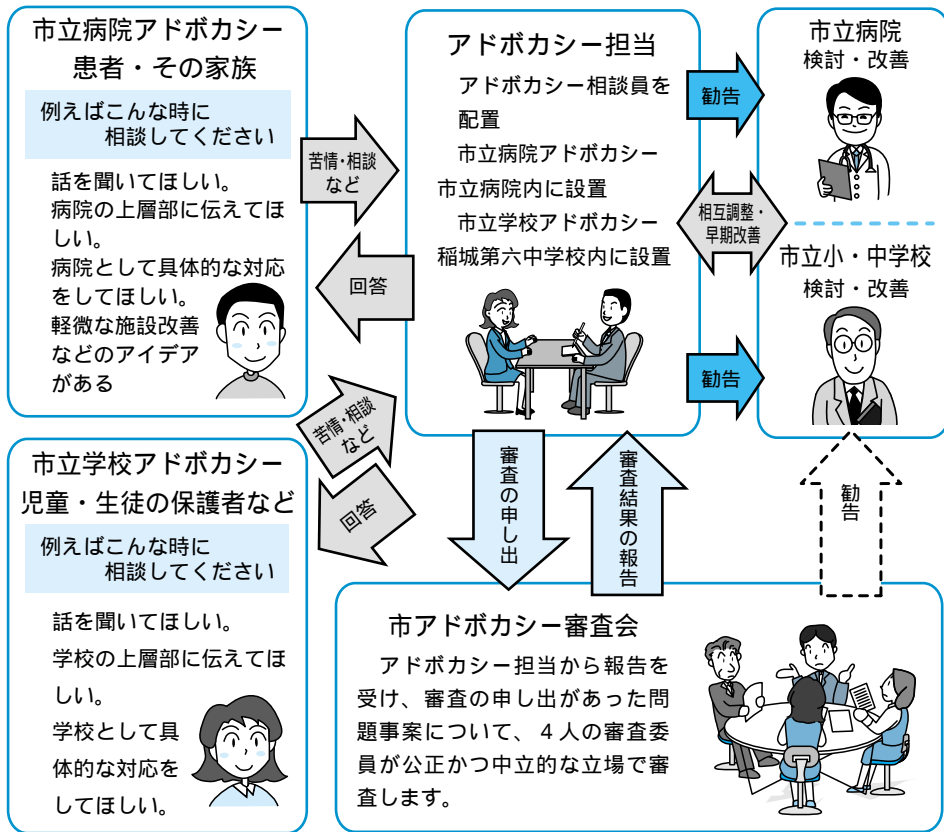 市立病院アドボカシー
患者・その家族
例えばこんな時に
相談してください
話を聞いてほしい。
病院の上層部に伝えてほ
しい。
病院として具体的な対応
をしてほしい。
軽微な施設改善
などのアイデア
がある
苦情・相談
など
回答
アドボカシー担当
アドボカシー相談員を
配置
市立病院アドボカシー
市立病院内に設置
市立学校アドボカシー
稲城第六中学校内に設置
勧告
相互調整・
早期改善
勧告
市立病院
検討・改善
市立小・中学校
検討・改善
市立学校アドボカシー
児童・生徒の保護者など
例えばこんな時に
相談してください
話を聞いてほしい。
学校の上層部に伝えてほ
しい。
学校として具
体的な対応を
してほしい。
苦情・相談
など
回答
審査の申し出
審査結果の報告
勧告
市アドボカシー審査会
アドボカシー担当から報告を
受け、審査の申し出があった問
題事案について、４人の審査委
員が公正かつ中立的な立場で審
査します。